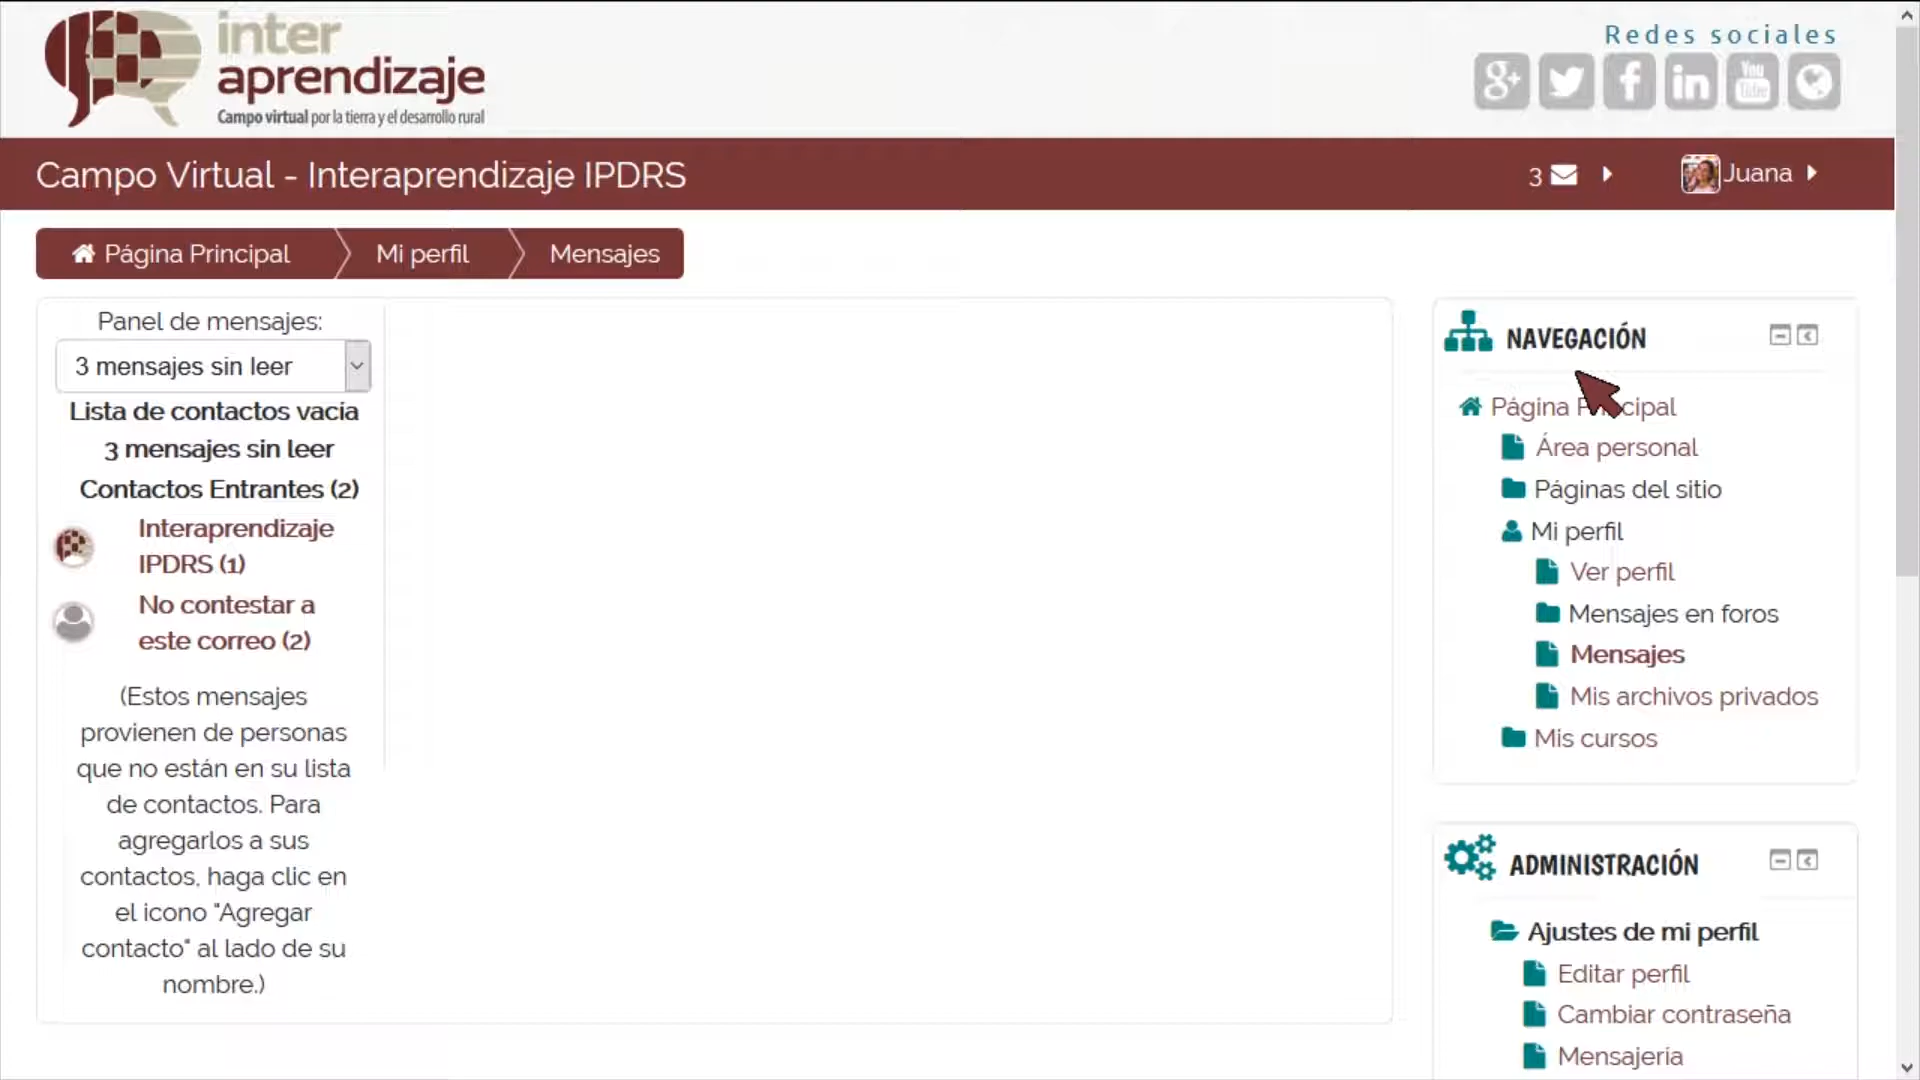 inter
aprendizaje
Campo virtual por la tierra y el desarrollo rural
Redes sociales
Campo Virtual - Interaprendizaje IPDRS
3
Juana
Página Principal
Mi perfil
Mensajes
Panel de mensajes:
3 mensajes sin leer
Lista de contactos vacía
3 mensajes sin leer
Contactos Entrantes (2)
Interaprendizaje
IPDRS (1)
No contestar a
este correo (2)
(Estos mensajes
provienen de personas
que no están en su lista
de contactos. Para
agregarlos a sus
contactos, haga clic en
el icono "Agregar
contacto" al lado de su
nombre.)
NAVEGACIÓN
Página Principal
Área personal
Páginas del sitio
Mi perfil
Ver perfil
Mensajes en foros
Mensajes
Mis archivos privados
Mis cursos
ADMINISTRACIÓN
Ajustes de mi perfil
Editar perfil
Cambiar contraseña
Mensajería